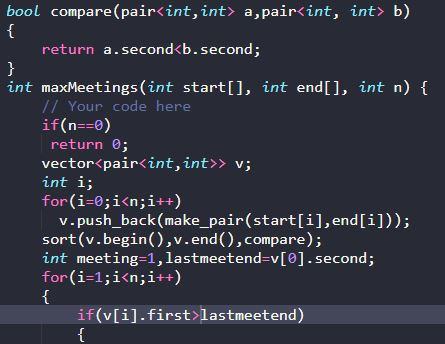 bool compare(pair<int,int> a,pair<int, int> b)
{
return a.second<b.second;
}
int maxMeetings(int start[], int end[], int n) {
// Your code here
if(n==0)
return 0;
vector<pair<int,int>> v;
int i;
for(i=0;i<n;i++)
v.push_back(make_pair(start[i],end[i]));
sort(v.begin(),v.end(),compare);
int meeting=1,lastmeetend=v[0].second;
for(i=1;i<n;i++)
{
if(v[i].first>lastmeetend)
{